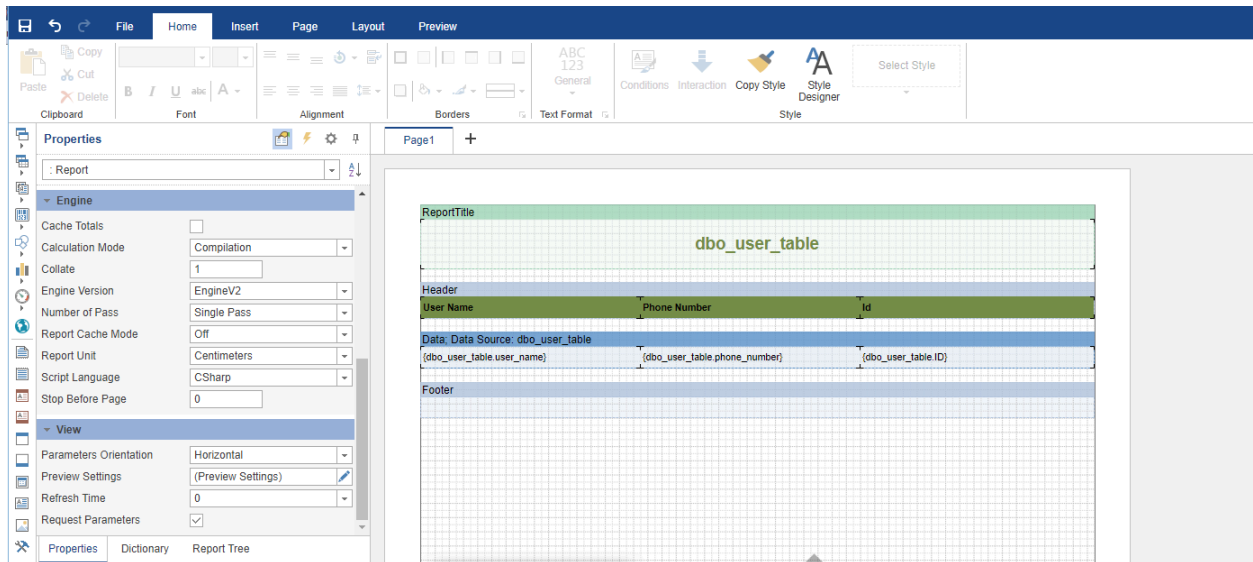 File Home Insert Page Layout Preview
Paste
Copy
Cut
Delete
Clipboard
B I U abc A
Font
Alignment
Borders
ABC
123
General
Text Format
Conditions
Interaction
Copy Style
Style
Designer
Select Style
Style
Properties
: Report
Engine
Cache Totals
Calculation Mode Compilation
Collate 1
Engine Version EngineV2
Number of Pass Single Pass
Report Cache Mode Off
Report Unit Centimeters
Script Language CSharp
Stop Before Page 0
View
Parameters Orientation Horizontal
Preview Settings (Preview Settings)
Refresh Time 0
Request Parameters
Properties Dictionary Report Tree
Page1 +
ReportTitle
dbo_user_table
Header
User Name Phone Number Id
Data; Data Source: dbo_user_table
{dbo_user_table.user_name} {dbo_user_table.phone_number} {dbo_user_table.ID}
Footer